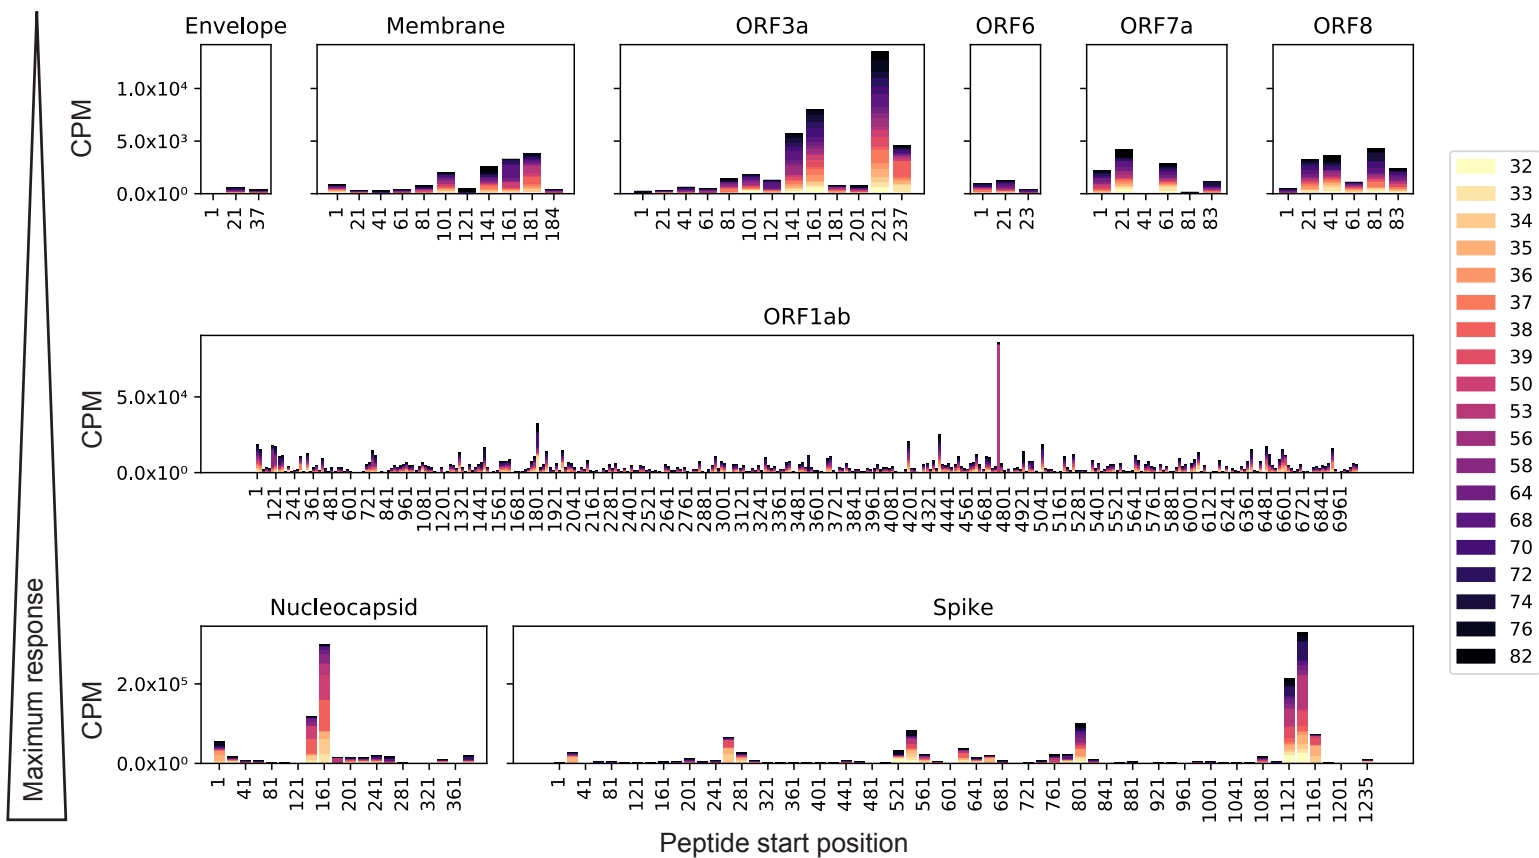 Envelope Membrane ORF3a ORF6 ORF7a ORF8
CPM
1.0x10⁴
5.0x10³
0.0x10⁰
1 21 37
1 21 41 61 81 101 121 141 161 181 184
1 21 41 61 81 101 121 141 161 181 201 221 237
1 21 23
1 21 41 61 81 83
1 21 41 61 81 83
ORF1ab
CPM
5.0x10⁴
0.0x10⁰
1 121 241 361 481 601 721 841 961 1081 1201 1321 1441 1561 1681 1801 1921 2041 2161 2281 2401 2521 2641 2761 2881 3001 3121 3241 3361 3481 3601 3721 3841 3961 4081 4201 4321 4441 4561 4681 4801 4921 5041 5161 5281 5401 5521 5641 5761 5881 6001 6121 6241 6361 6481 6601 6721 6841 6961
Nucleocapsid Spike
CPM
2.0x10⁵
0.0x10⁰
1 41 81 121 161 201 241 281 321 361
1 41 81 121 161 201 241 281 321 361 401 441 481 521 561 601 641 681 721 761 801 841 881 921 961 1001 1041 1081 1121 1161 1201 1235
Peptide start position
Maximum response
32
33
34
35
36
37
38
39
50
53
56
58
64
68
70
72
74
76
82